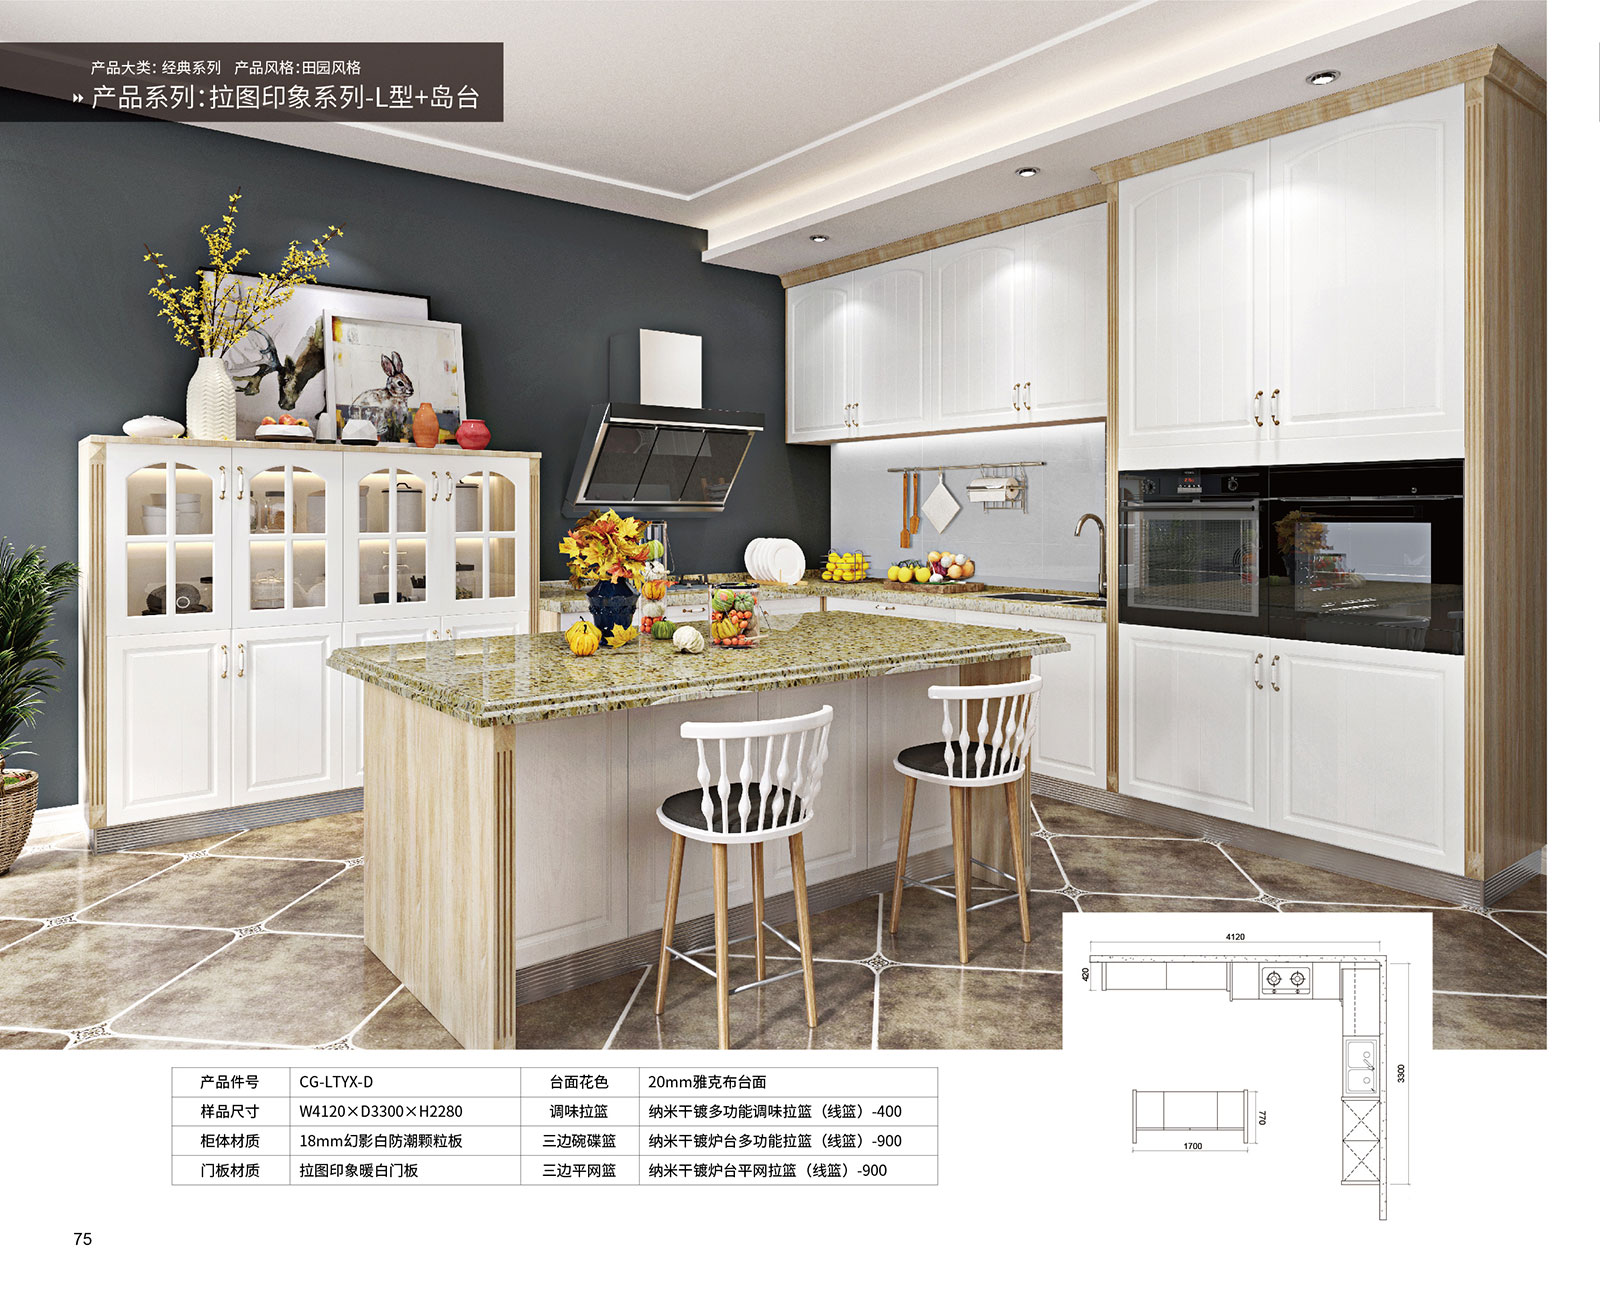 产品大类：经典系列 产品风格：田园风格
产品系列：拉图印象系列-L型+岛台
4120
420
3300
770
1700
产品件号 CG-LTYX-D 台面花色 20mm雅克布台面
样品尺寸 W4120×D3300×H2280 调味拉篮 纳米干镀多功能调味拉篮（线篮）-400
柜体材质 18mm幻影白防潮颗粒板 三边碗碟篮 纳米干镀炉台多功能拉篮（线篮）-900
门板材质 拉图印象暖白门板 三边平网篮 纳米干镀炉台平网拉篮（线篮）-900
75